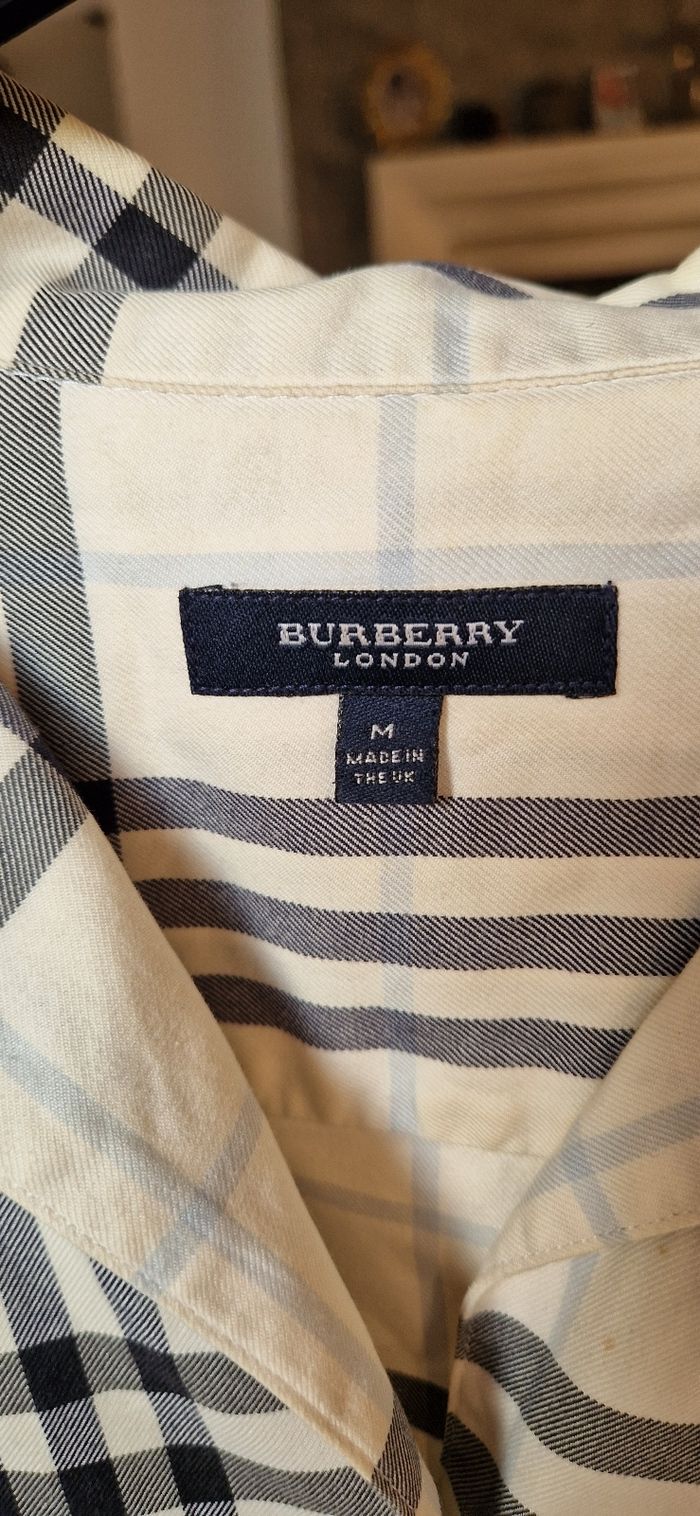 BURBERRY
LONDON
M
MADE IN
THE UK